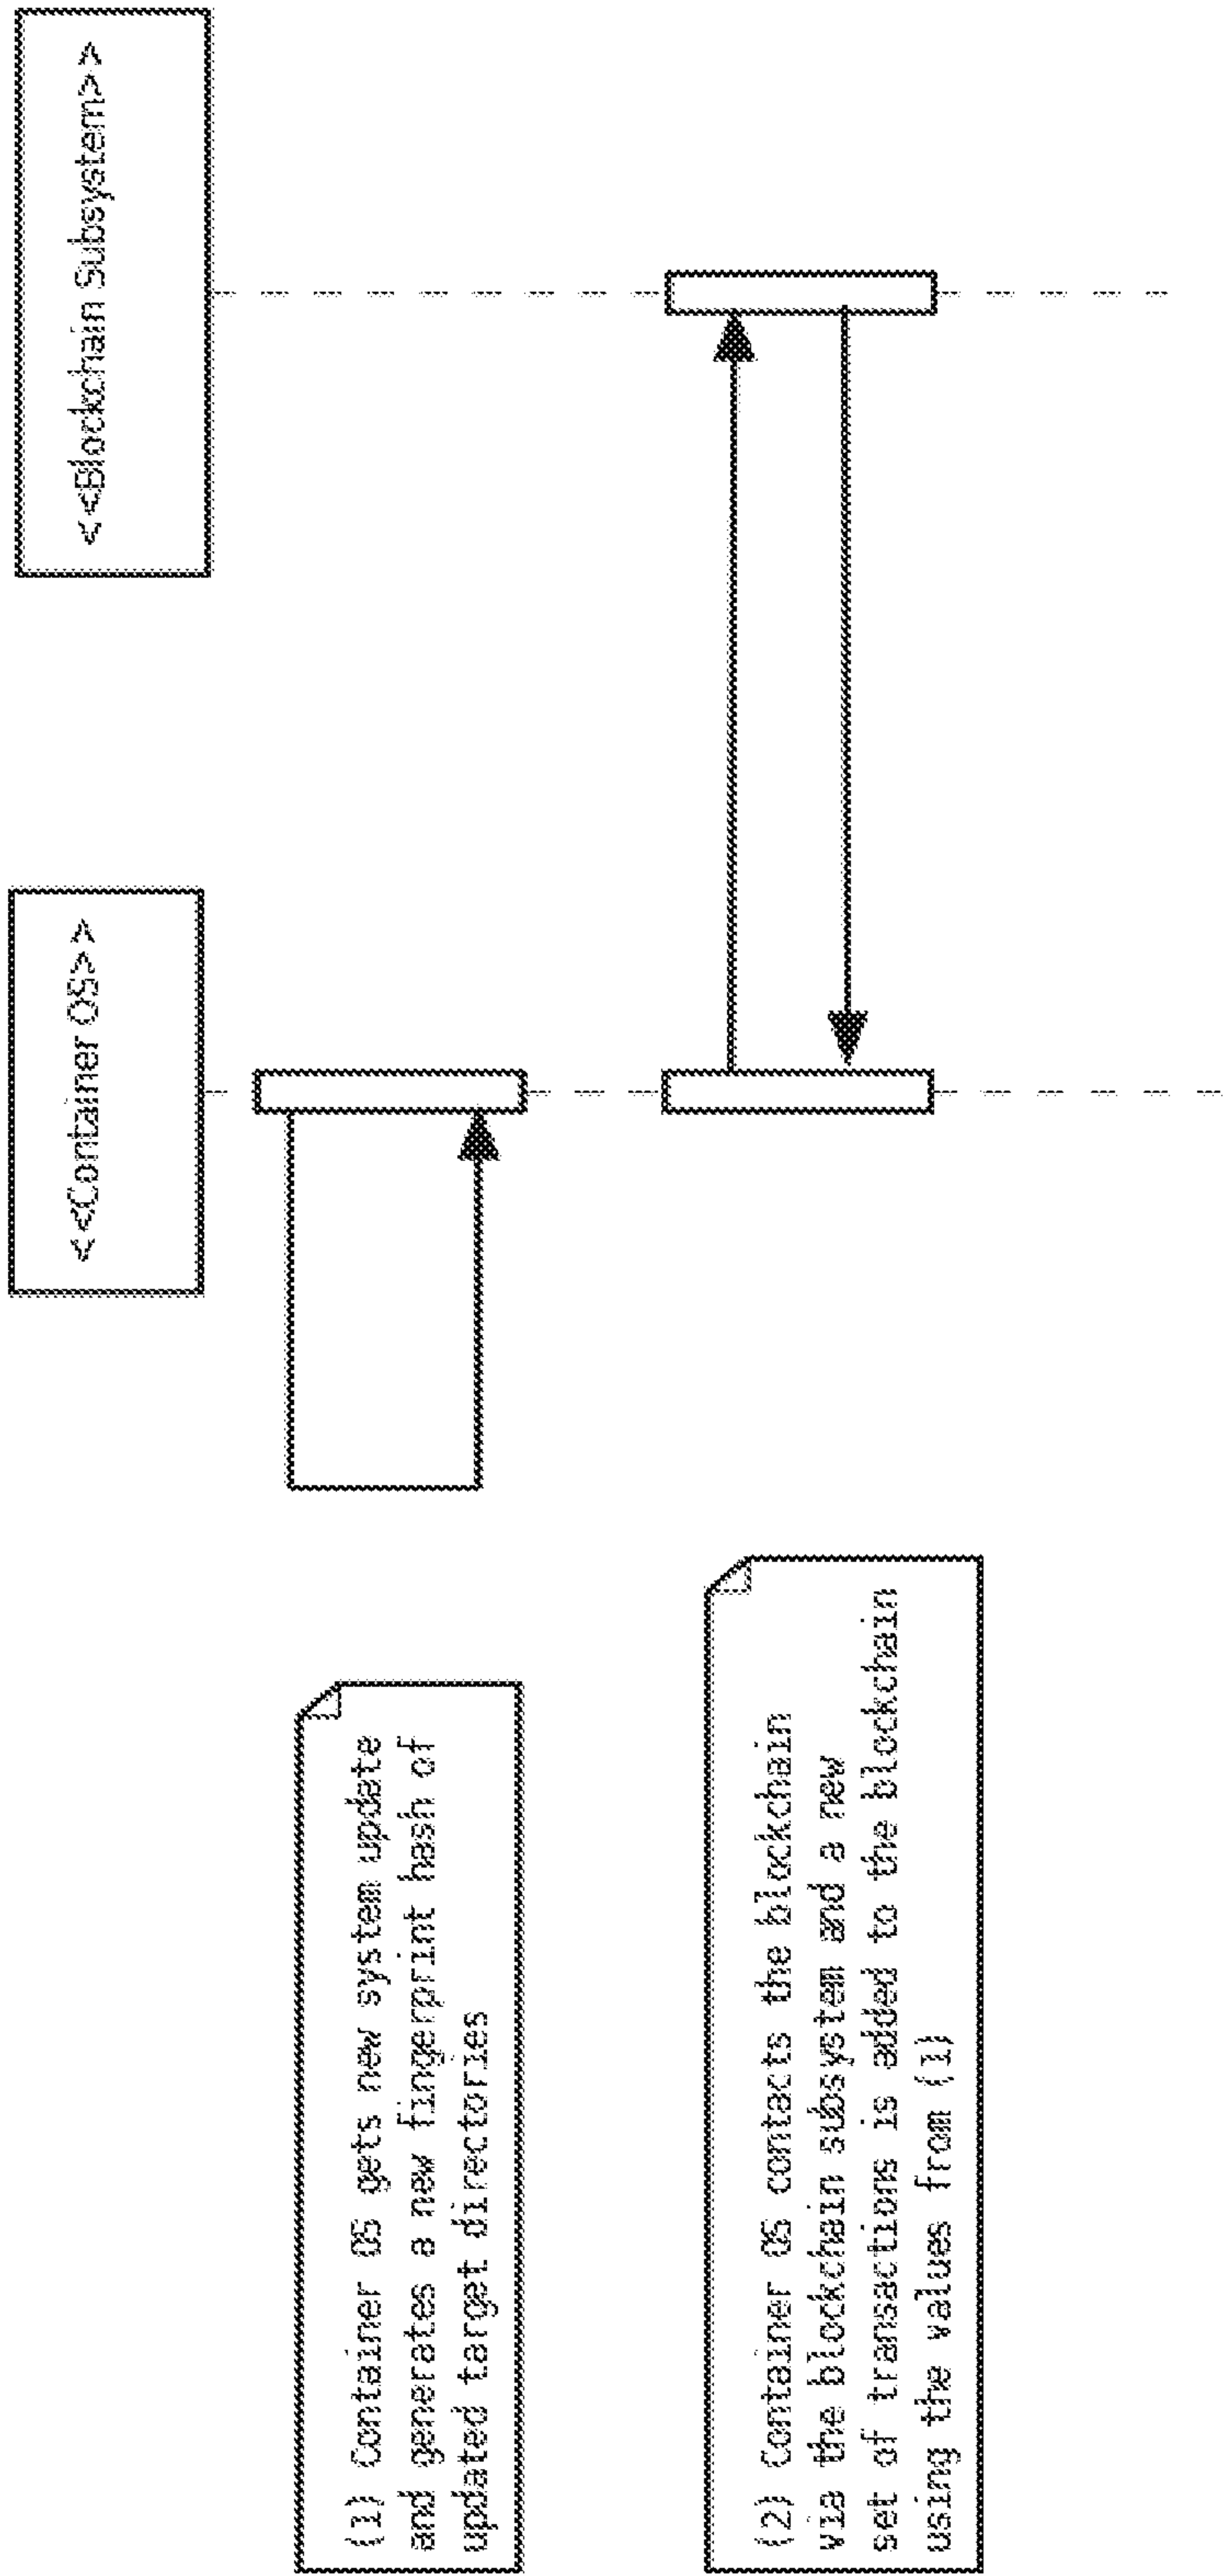 <<Container OS>>
<<Blockchain Subsystem>>
(1) Container OS gets new system update
and generates a new fingerprint hash of
updated target directories
(2) Container OS contacts the blockchain
via the blockchain subsystem and a new
set of transactions is added to the blockchain
using the values from (1)